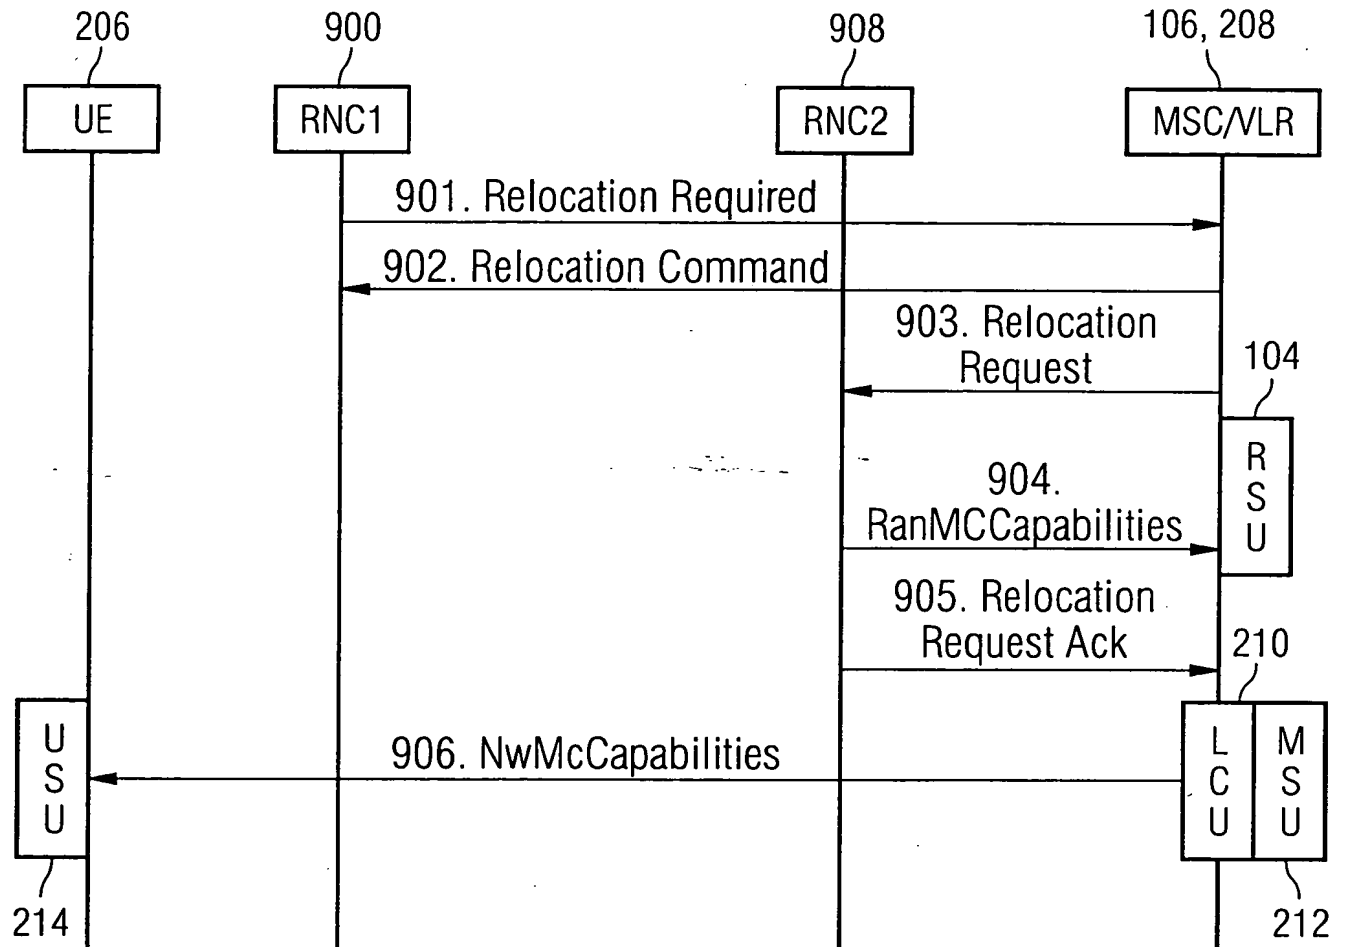 206
900
908
106, 208
UE
RNC1
RNC2
MSC/VLR
901. Relocation Required
902. Relocation Command
903. Relocation
Request
104
R
S
U
904.
RanMCCapabilities
905. Relocation
Request Ack
210
U
S
U
906. NwMcCapabilities
L
C
U
M
S
U
214
212